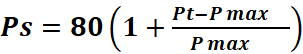 Ps = 80 (1 + (Pt−P max) / (P max))